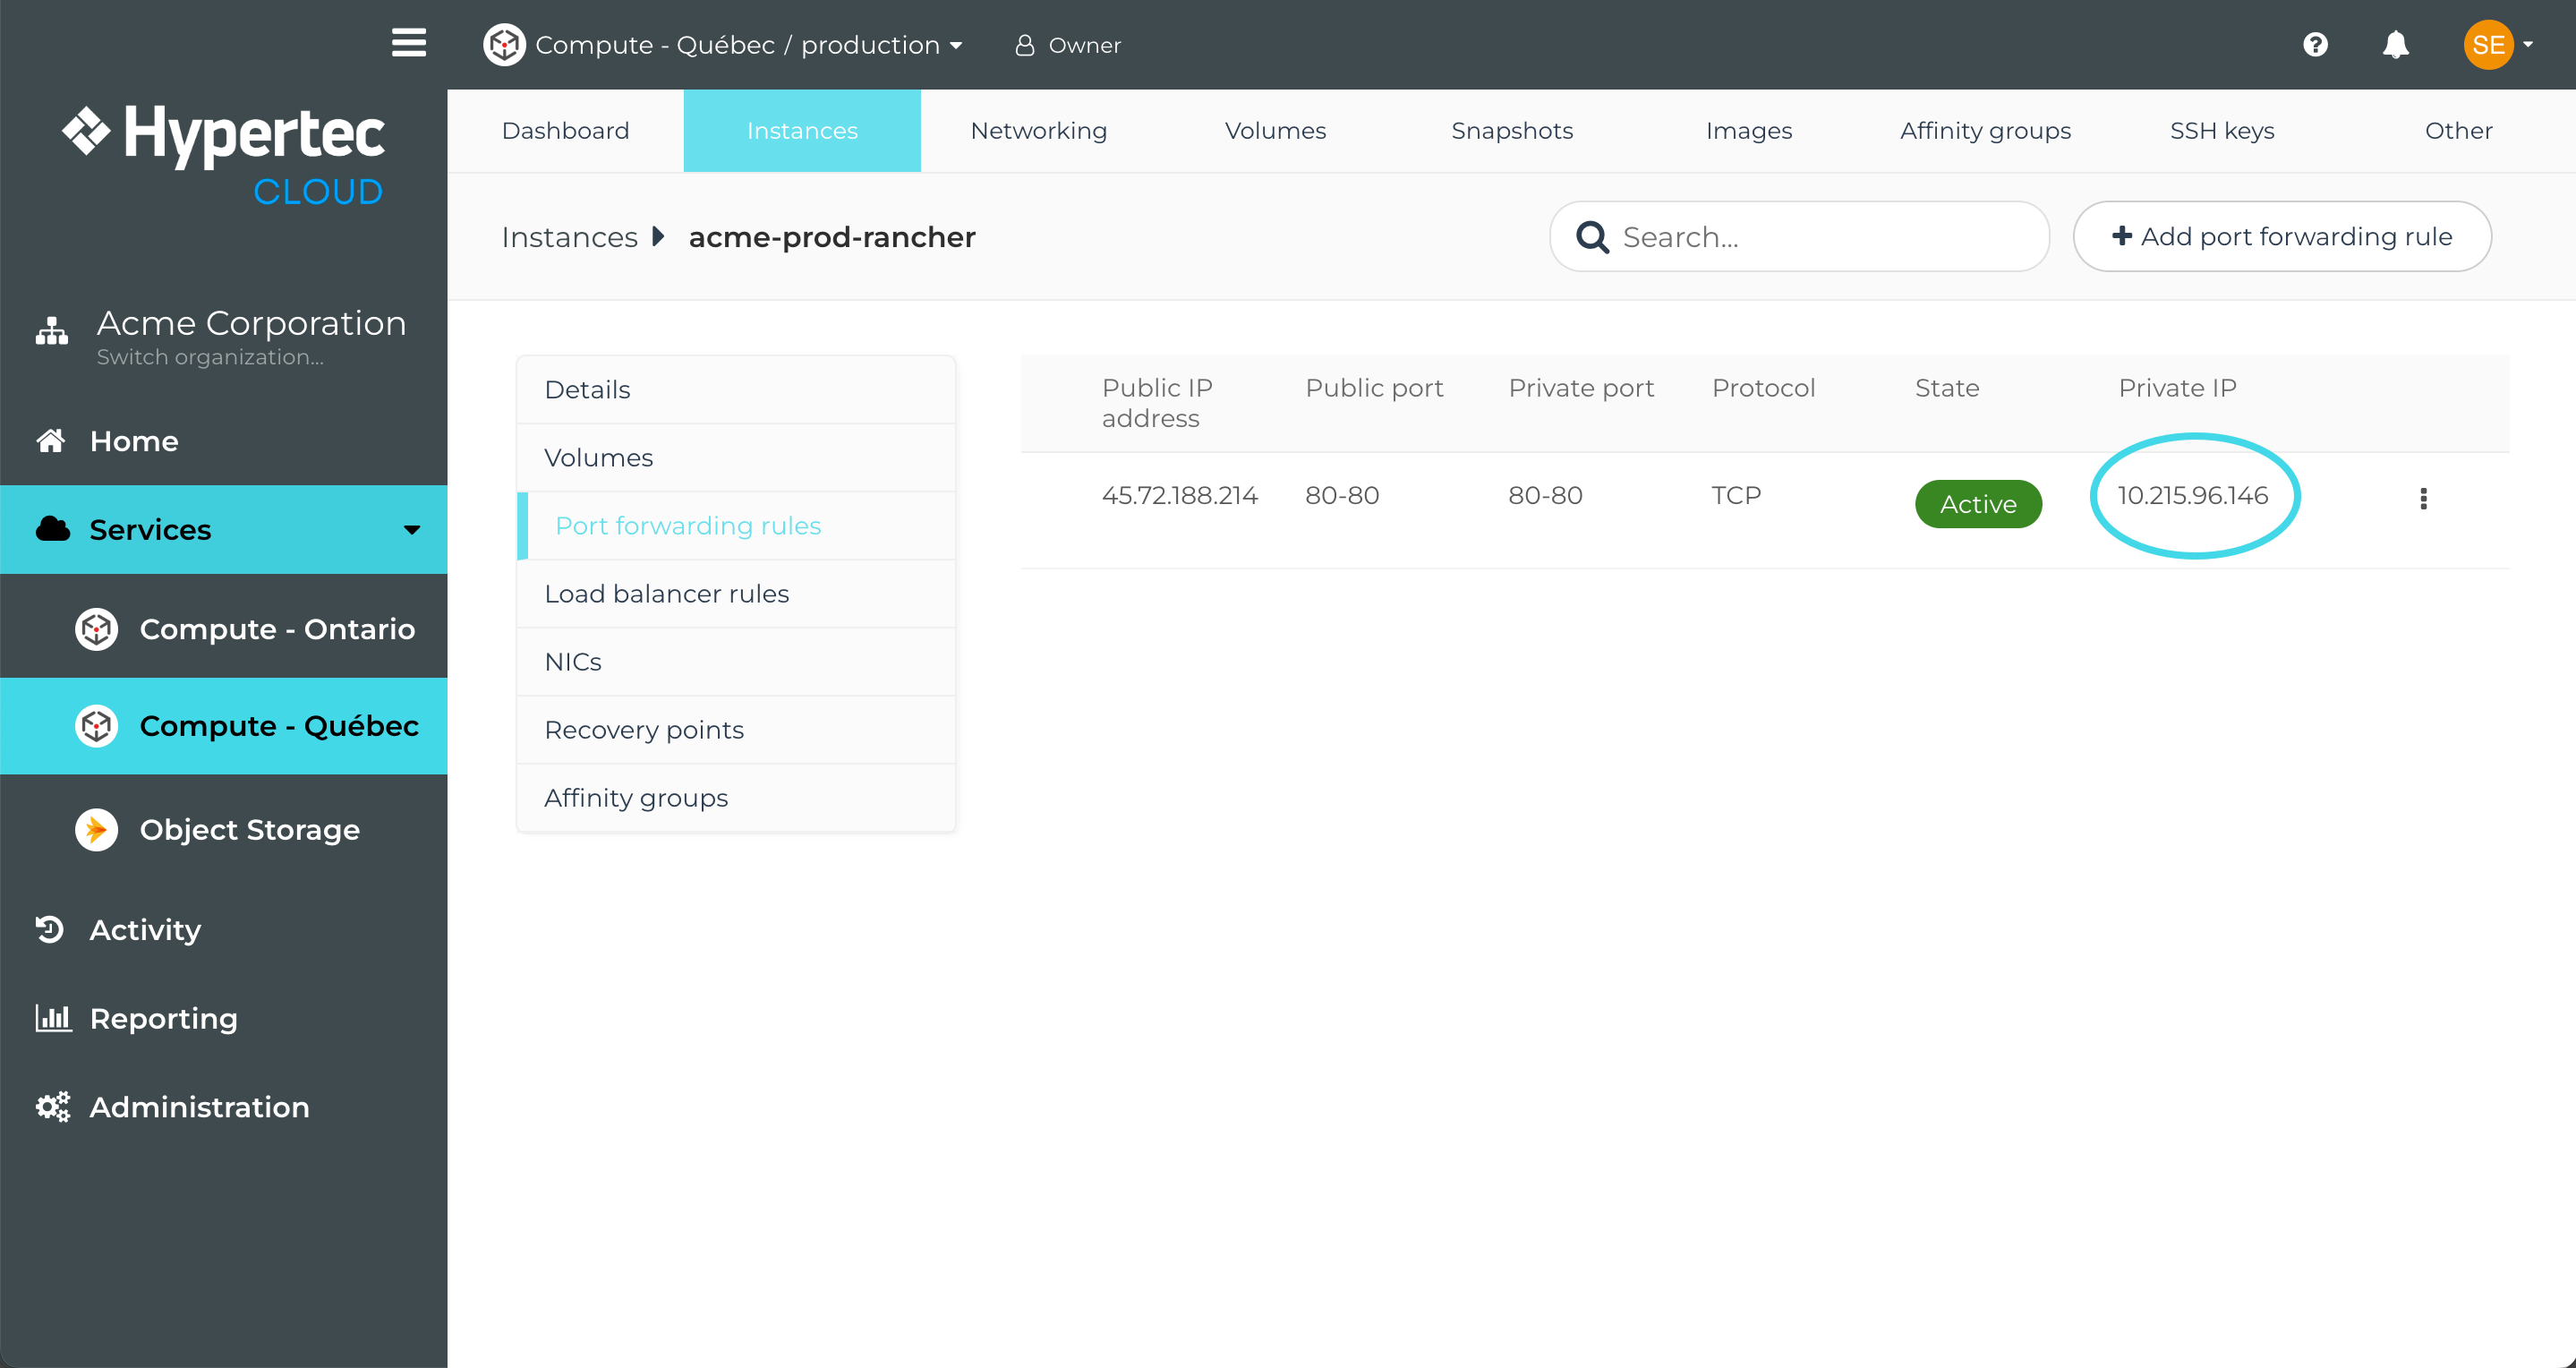 Compute - Québec / production
Owner
SE
Hypertec
CLOUD
Acme Corporation
Switch organization...
Home
Services
Compute - Ontario
Compute - Québec
Object Storage
Activity
Reporting
Administration
Dashboard
Instances
Networking
Volumes
Snapshots
Images
Affinity groups
SSH keys
Other
Instances
acme-prod-rancher
Search...
Add port forwarding rule
Details
Volumes
Port forwarding rules
Load balancer rules
NICs
Recovery points
Affinity groups
Public IP address Public port Private port Protocol State Private IP
45.72.188.214 80-80 80-80 TCP Active 10.215.96.146